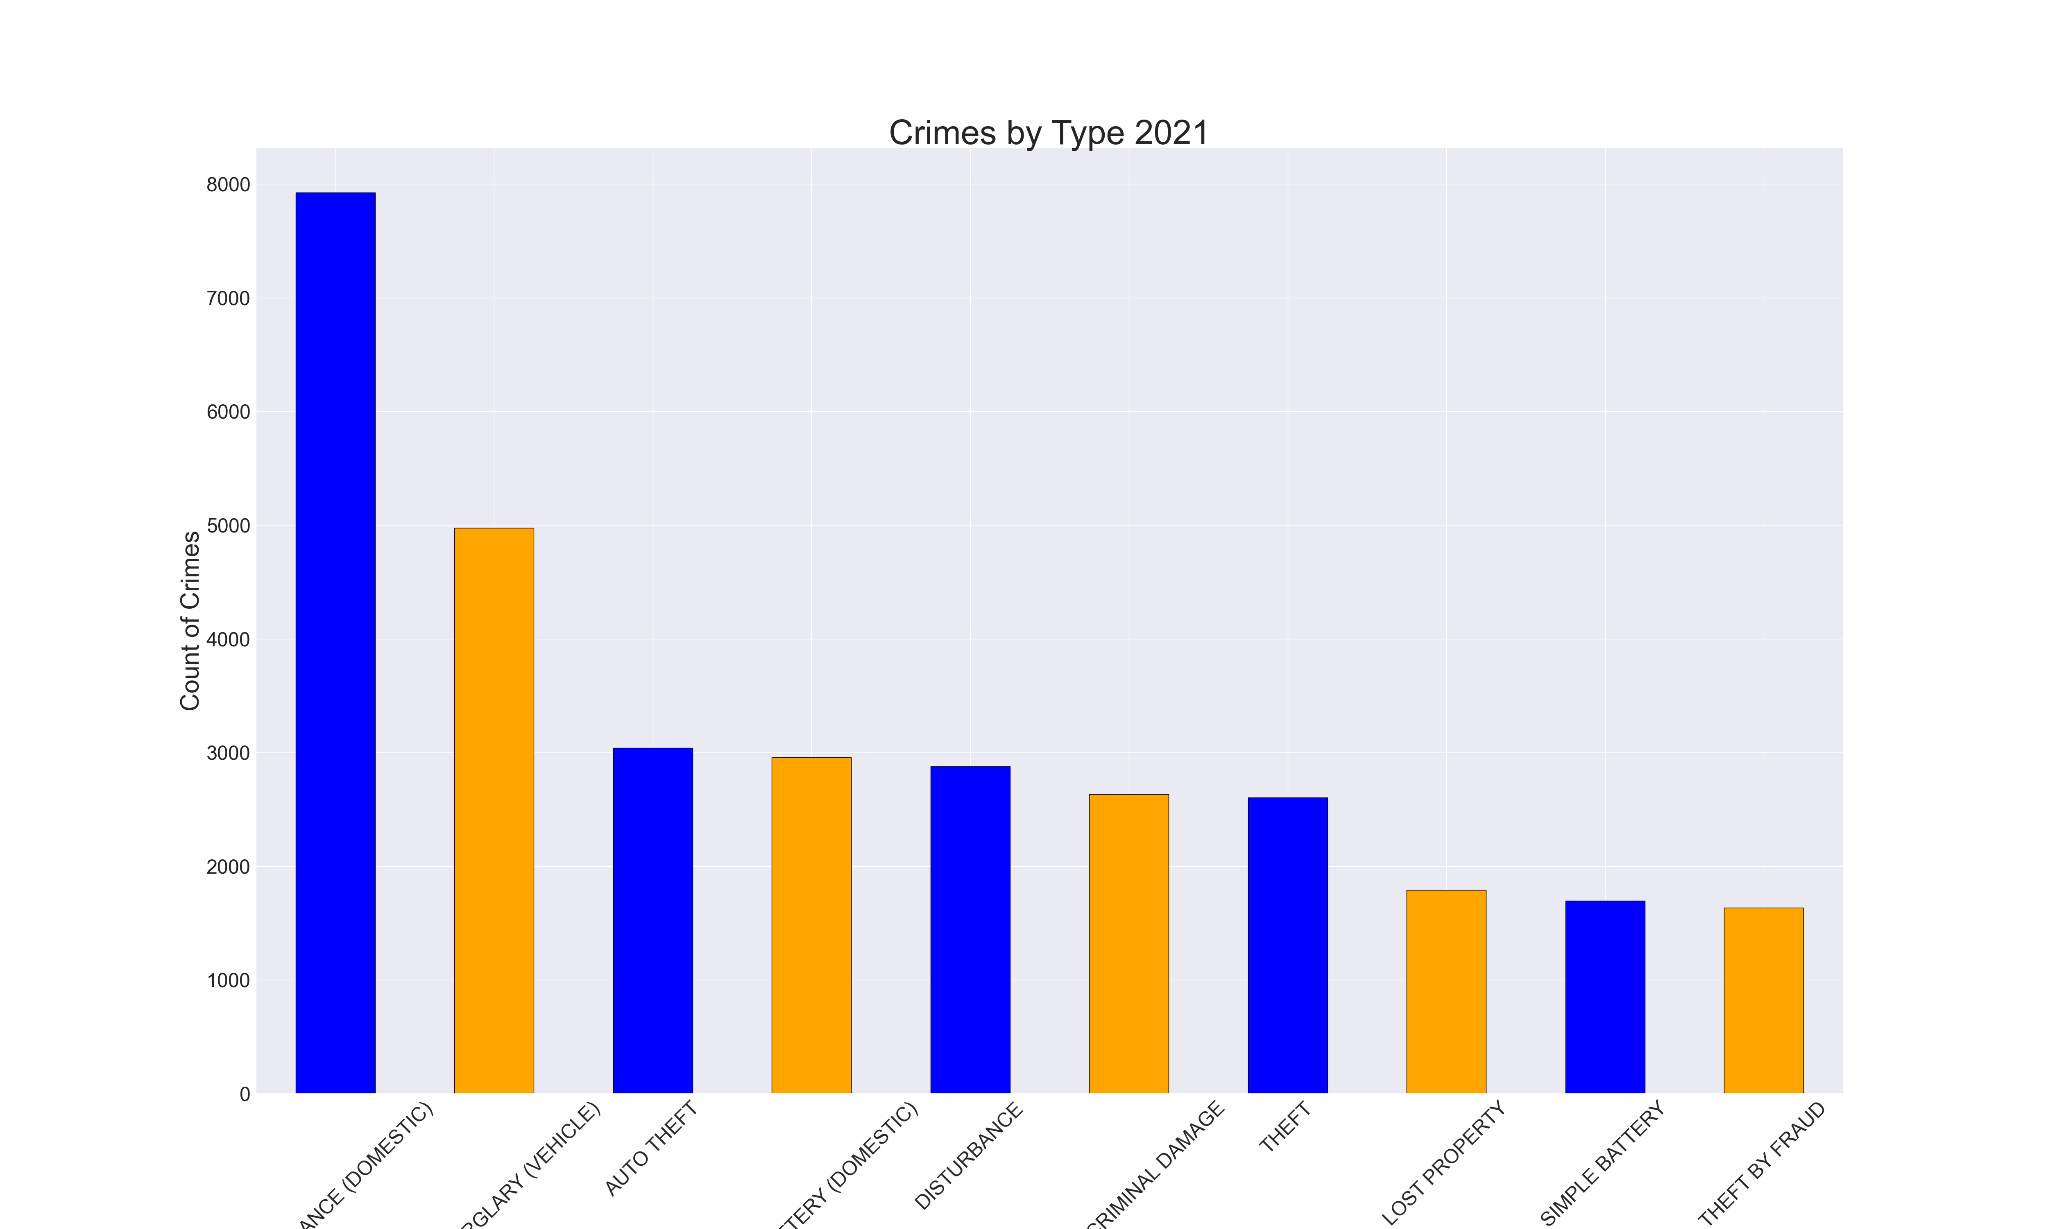 Crimes by Type 2021
Count of Crimes
8000
7000
6000
5000
4000
3000
2000
1000
0
ANCE (DOMESTIC)
RGLARY (VEHICLE)
AUTO THEFT
TTERY (DOMESTIC)
DISTURBANCE
CRIMINAL DAMAGE
THEFT
LOST PROPERTY
SIMPLE BATTERY
THEFT BY FRAUD